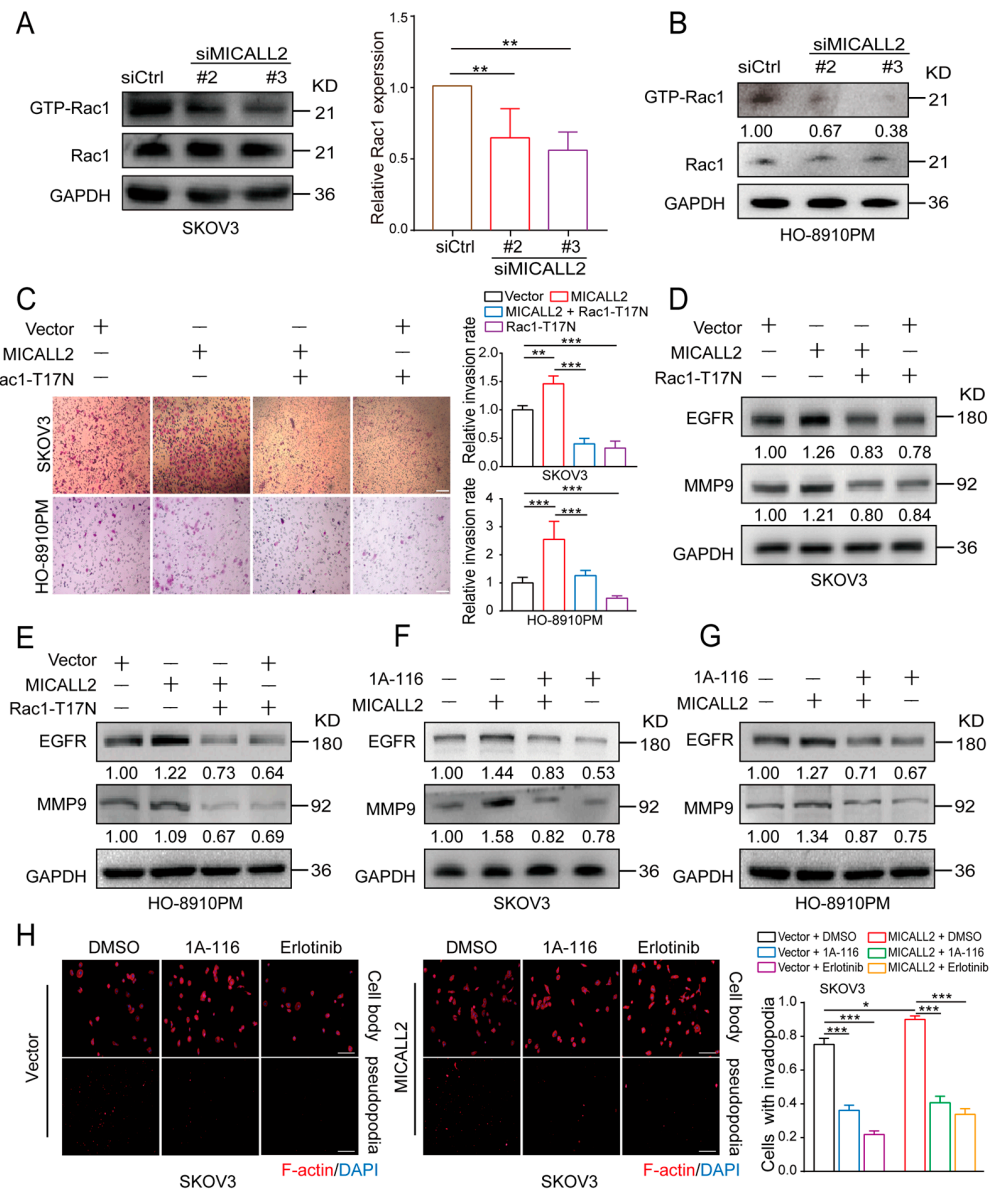 A
siMICALL2
siCtrl #2 #3 KD
GTP-Rac1 21
Rac1 21
GAPDH 36
SKOV3
Relative Rac1 experssion
1.5
1.0
0.5
0.0
**
**
siCtrl #2 #3
siMICALL2
B
siMICALL2
siCtrl #2 #3 KD
GTP-Rac1 21
1.00 0.67 0.38
Rac1 21
GAPDH 36
HO-8910PM
C
Vector + — — +
MICALL2 — + + —
ac1-T17N — — + +
SKOV3
HO-8910PM
Vector MICALL2
MICALL2 + Rac1-T17N
Rac1-T17N
Relative invasion rate
2.0
1.5
1.0
0.5
0.0
***
** ***
SKOV3
Relative invasion rate
4
3
2
1
0
***
*** ***
HO-8910PM
D
Vector + — — +
MICALL2 — + + —
Rac1-T17N — — + +
KD
EGFR 180
1.00 1.26 0.83 0.78
MMP9 92
1.00 1.21 0.80 0.84
GAPDH 36
SKOV3
E
Vector + — — +
MICALL2 — + + —
Rac1-T17N — — + +
KD
EGFR 180
1.00 1.22 0.73 0.64
MMP9 92
1.00 1.09 0.67 0.69
GAPDH 36
HO-8910PM
F
1A-116 — — + +
MICALL2 — + + —
KD
EGFR 180
1.00 1.44 0.83 0.53
MMP9 92
1.00 1.58 0.82 0.78
GAPDH 36
SKOV3
G
1A-116 — — + +
MICALL2 — + + —
KD
EGFR 180
1.00 1.27 0.71 0.67
MMP9 92
1.00 1.34 0.87 0.75
GAPDH 36
HO-8910PM
H
DMSO 1A-116 Erlotinib
Vector
Cell body
pseudopodia
F-actin/DAPI
SKOV3
DMSO 1A-116 Erlotinib
MICALL2
Cell body
pseudopodia
F-actin/DAPI
SKOV3
Vector + DMSO MICALL2 + DMSO
Vector + 1A-116 MICALL2 + 1A-116
Vector + Erlotinib MICALL2 + Erlotinib
SKOV3
Cells with invadopodia
1.0
0.8
0.6
0.4
0.2
0.0
* ***
*** ***
***